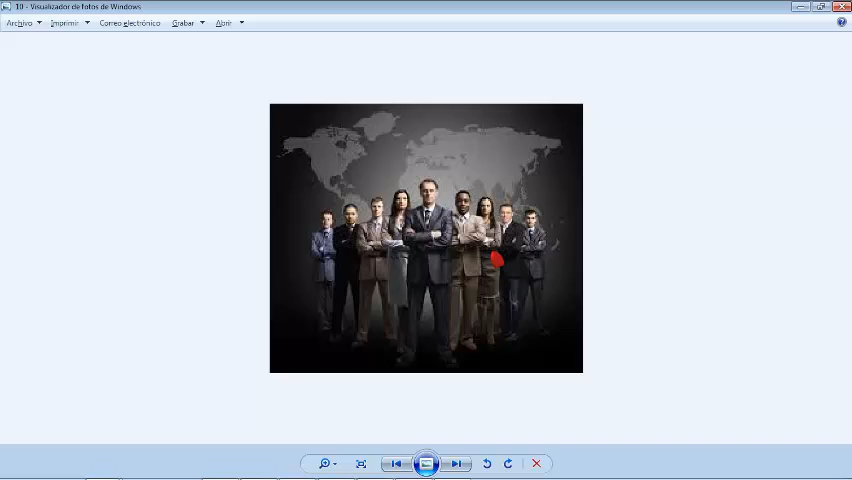 10 - Visualizador de fotos de Windows
Archivo Imprimir Correo electrónico Grabar Abrir